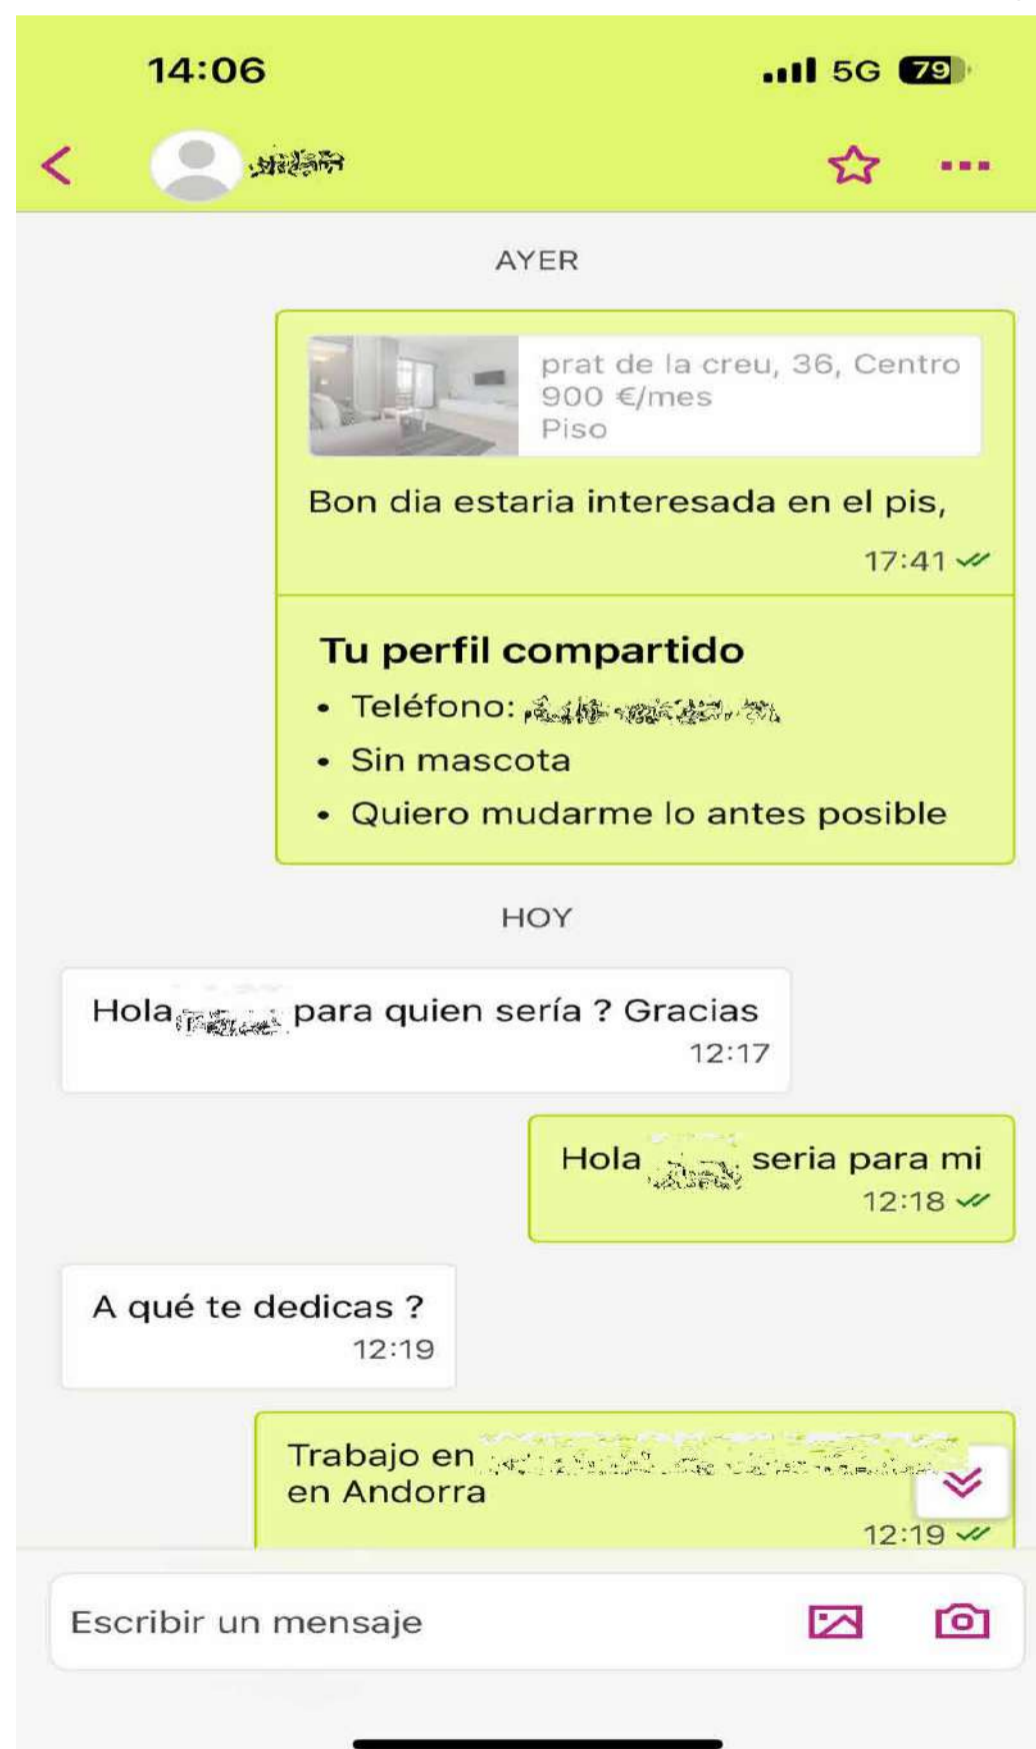 14:06
5G 79
AYER
prat de la creu, 36, Centro
900 €/mes
Piso
Bon dia estaria interesada en el pis,
17:41
Tu perfil compartido
• Teléfono:
• Sin mascota
• Quiero mudarme lo antes posible
HOY
Hola para quien sería ? Gracias
12:17
Hola seria para mi
12:18
A qué te dedicas ?
12:19
Trabajo en
en Andorra
12:19
Escribir un mensaje